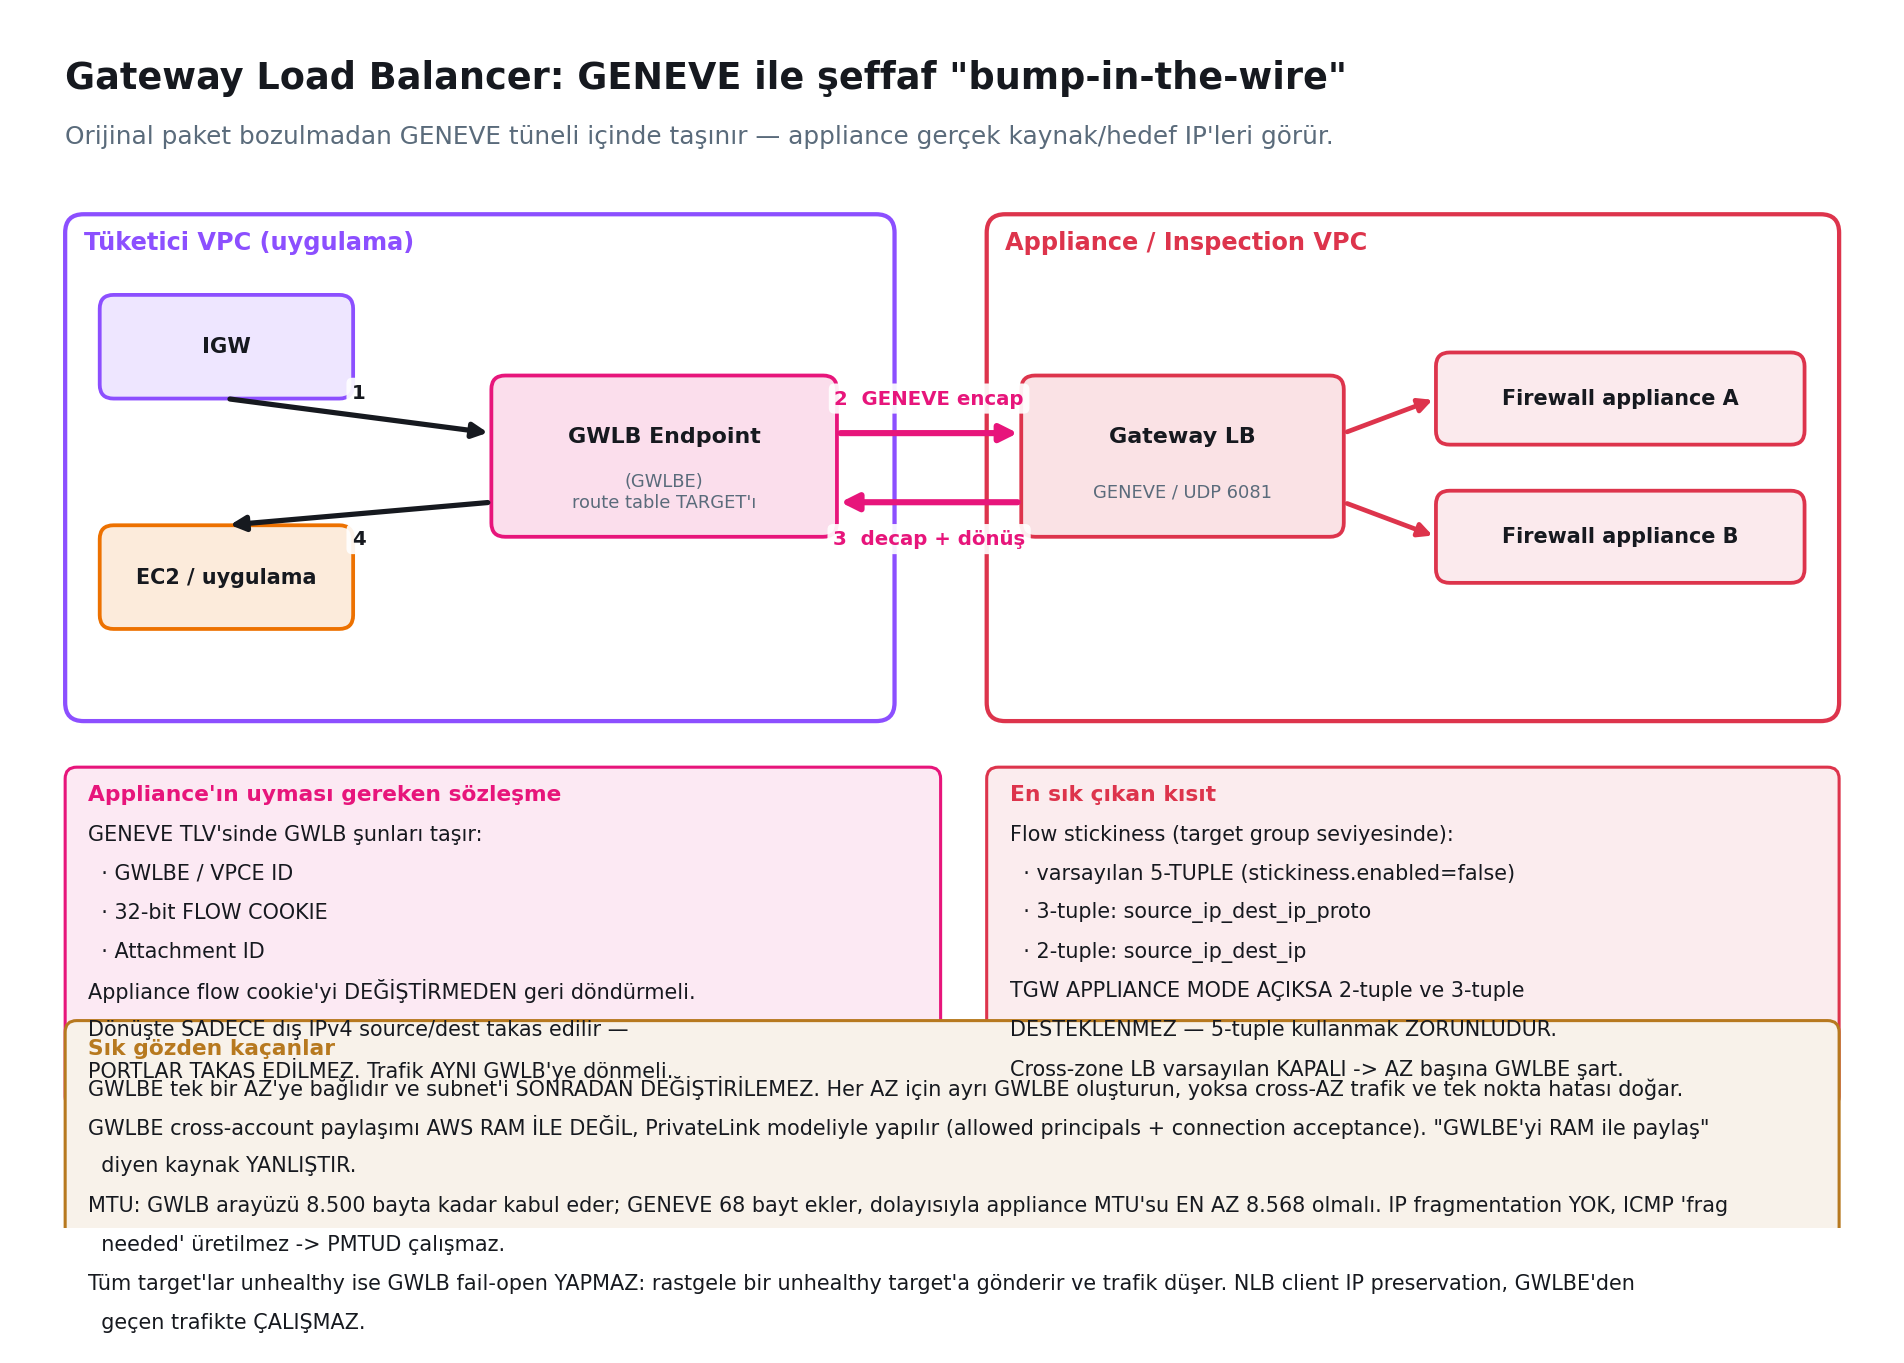 Gateway Load Balancer: GENEVE ile şeffaf "bump-in-the-wire"
Orijinal paket bozulmadan GENEVE tüneli içinde taşınır — appliance gerçek kaynak/hedef IP'leri görür.
Tüketici VPC (uygulama)
IGW
1
GWLB Endpoint
(GWLBE)
route table TARGET'ı
4
EC2 / uygulama
2  GENEVE encap
3  decap + dönüş
Appliance / Inspection VPC
Gateway LB
GENEVE / UDP 6081
Firewall appliance A
Firewall appliance B
Appliance'ın uyması gereken sözleşme
GENEVE TLV'sinde GWLB şunları taşır:
· GWLBE / VPCE ID
· 32-bit FLOW COOKIE
· Attachment ID
Appliance flow cookie'yi DEĞİŞTİRMEDEN geri döndürmeli.
Dönüşte SADECE dış IPv4 source/dest takas edilir —
PORTLAR TAKAS EDİLMEZ. Trafik AYNI GWLB'ye dönmeli.
En sık çıkan kısıt
Flow stickiness (target group seviyesinde):
· varsayılan 5-TUPLE (stickiness.enabled=false)
· 3-tuple: source_ip_dest_ip_proto
· 2-tuple: source_ip_dest_ip
TGW APPLIANCE MODE AÇIKSA 2-tuple ve 3-tuple
DESTEKLENMEZ — 5-tuple kullanmak ZORUNLUDUR.
Cross-zone LB varsayılan KAPALI -> AZ başına GWLBE şart.
Sık gözden kaçanlar
GWLBE tek bir AZ'ye bağlıdır ve subnet'i SONRADAN DEĞİŞTİRİLEMEZ. Her AZ için ayrı GWLBE oluşturun, yoksa cross-AZ trafik ve tek nokta hatası doğar.
GWLBE cross-account paylaşımı AWS RAM İLE DEĞİL, PrivateLink modeliyle yapılır (allowed principals + connection acceptance). "GWLBE'yi RAM ile paylaş"
diyen kaynak YANLIŞTIR.
MTU: GWLB arayüzü 8.500 bayta kadar kabul eder; GENEVE 68 bayt ekler, dolayısıyla appliance MTU'su EN AZ 8.568 olmalı. IP fragmentation YOK, ICMP 'frag
needed' üretilmez -> PMTUD çalışmaz.
Tüm target'lar unhealthy ise GWLB fail-open YAPMAZ: rastgele bir unhealthy target'a gönderir ve trafik düşer. NLB client IP preservation, GWLBE'den
geçen trafikte ÇALIŞMAZ.